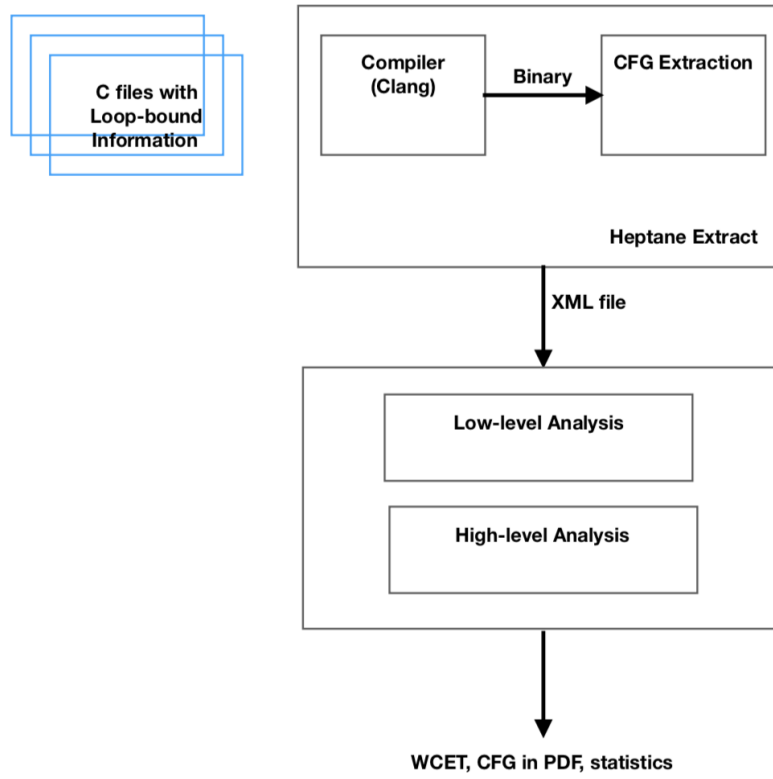 C files with
Loop-bound
Information
Compiler
(Clang)
Binary
CFG Extraction
Heptane Extract
XML file
Low-level Analysis
High-level Analysis
WCET, CFG in PDF, statistics